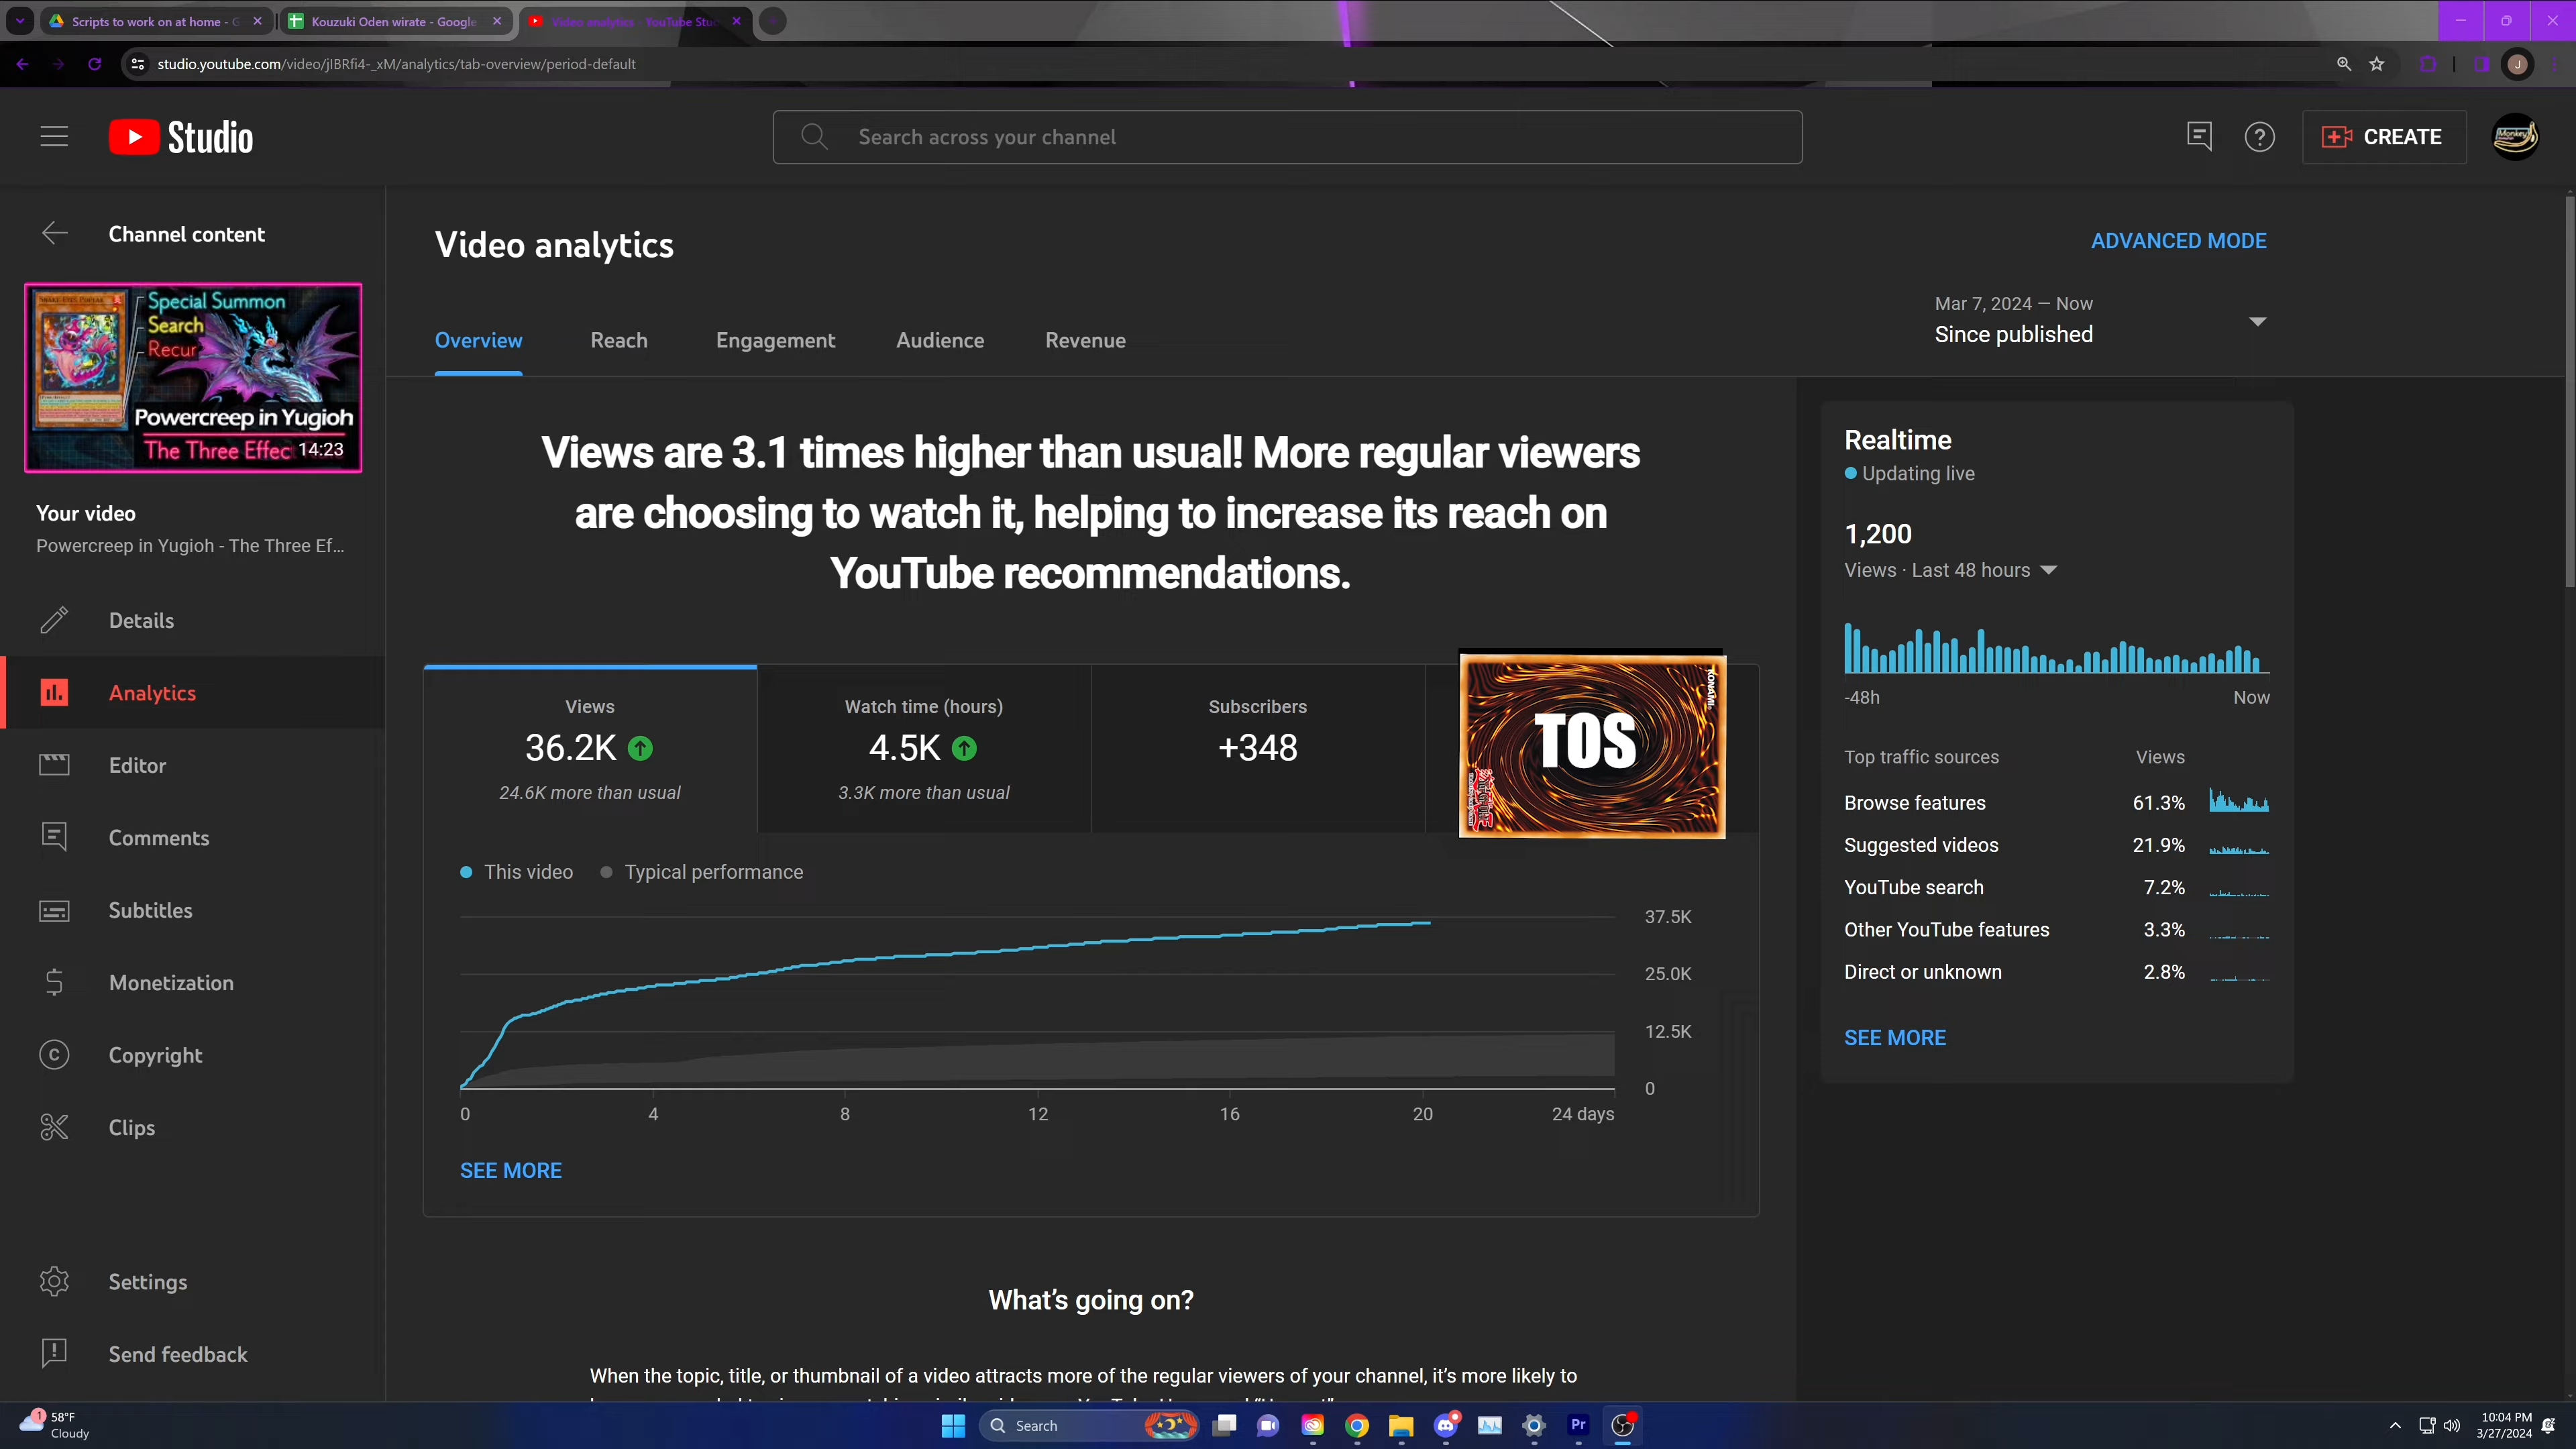 Scripts to work on at home - G
Kouzuki Oden wirate - Google
Video analytics - YouTube Stu
studio.youtube.com/video/jIBRfi4-_xM/analytics/tab-overview/period-default
J
Studio
Search across your channel
CREATE
Channel content
Special Summon
Search
Recur
Powercreep in Yugioh
The Three Effec
14:23
Your video
Powercreep in Yugioh - The Three Ef...
Details
Analytics
Editor
Comments
Subtitles
Monetization
Copyright
Clips
Settings
Send feedback
Video analytics
ADVANCED MODE
Overview
Reach
Engagement
Audience
Revenue
Mar 7, 2024 – Now
Since published
Views are 3.1 times higher than usual! More regular viewers
are choosing to watch it, helping to increase its reach on
YouTube recommendations.
Views
36.2K
24.6K more than usual
Watch time (hours)
4.5K
3.3K more than usual
Subscribers
+348
KONAMI
TOS
This video
Typical performance
37.5K
25.0K
12.5K
0
0 4 8 12 16 20 24 days
SEE MORE
What's going on?
When the topic, title, or thumbnail of a video attracts more of the regular viewers of your channel, it's more likely to
Realtime
Updating live
1,200
Views · Last 48 hours
-48h
Now
Top traffic sources Views
Browse features 61.3%
Suggested videos 21.9%
YouTube search 7.2%
Other YouTube features 3.3%
Direct or unknown 2.8%
SEE MORE
1
58°F
Cloudy
Search
Pr
10:04 PM
3/27/2024